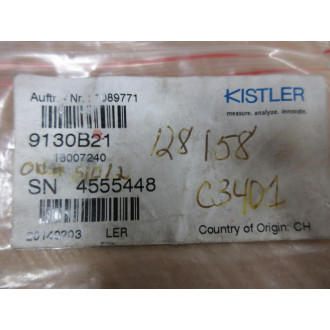 Auftr. - Nr.: 1089771
KISTLER
measure. analyze. innovate.
9130B21
18007240
128 158
SN 4555448
C3401
20140203 LER
Country of Origin: CH